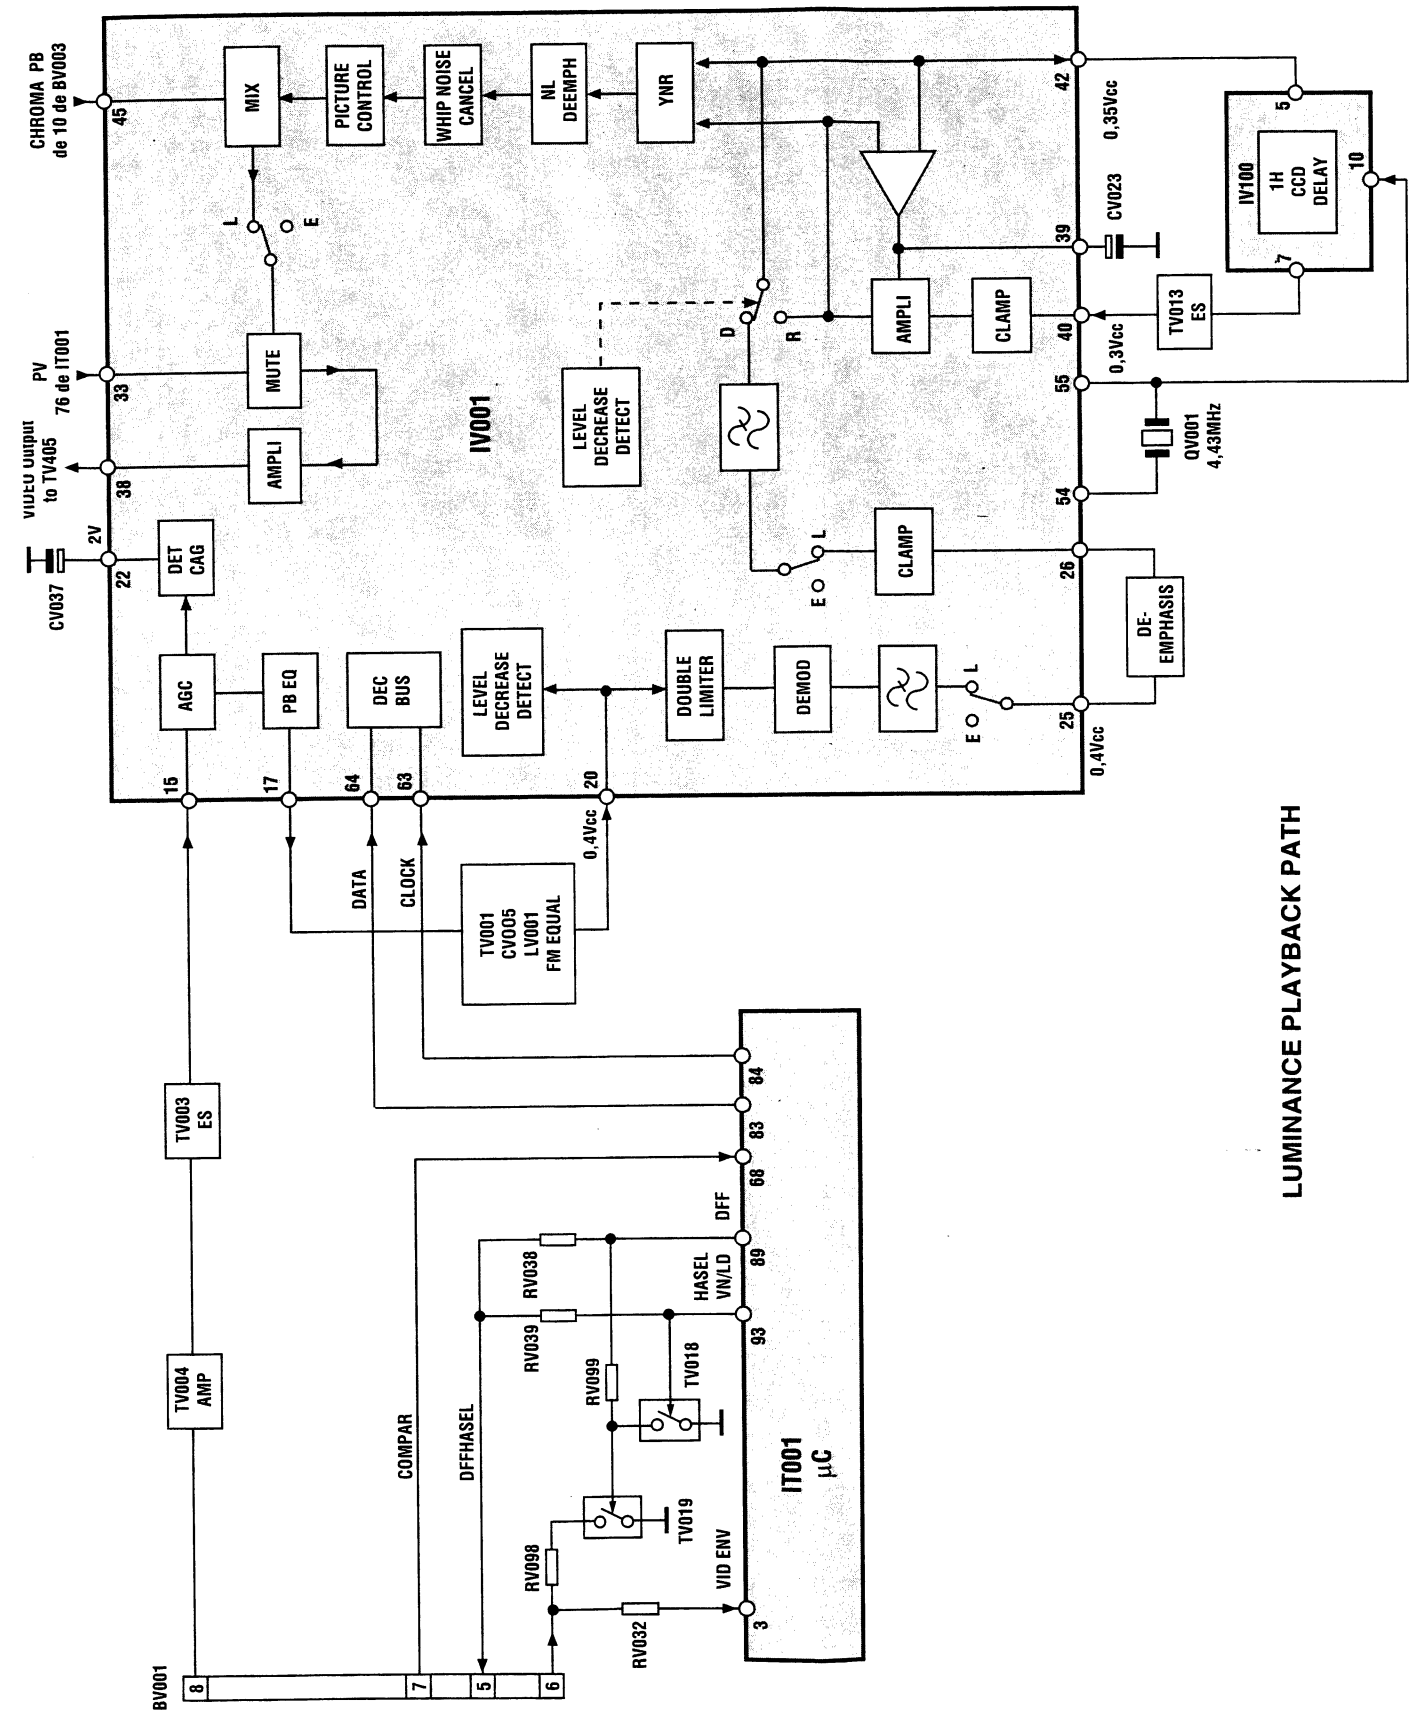 CHROMA PB
de 10 de BV003
45
MIX
PICTURE
CONTROL
WHIP NOISE
CANCEL
NL
DEEMPH
YNR
42
0,35Vcc
5
IV100
1H
CCD
DELAY
10
7
L
E
39
CV023
PV
76 de IT001
33
MUTE
D
R
AMPLI
CLAMP
40
0,3Vcc
TV013
ES
VIDEO Output
to TV405
38
AMPLI
IV001
LEVEL
DECREASE
DETECT
55
QV001
4,43MHz
54
2V
22
CV037
DET
CAG
L
E
CLAMP
26
DE-
EMPHASIS
AGC
PB EQ
DEC
BUS
LEVEL
DECREASE
DETECT
DOUBLE
LIMITER
DEMOD
L
E
25
0,4Vcc
15
17
64
63
20
0,4Vcc
DATA
CLOCK
TV001
CV005
LV001
FM EQUAL
TV003
ES
84
83
68
DFF
89
HASEL
VN/LD
93
RV038
RV039
RV099
TV018
TV004
AMP
COMPAR
DFFHASEL
TV019
RV098
VID ENV
3
RV032
IT001
µC
BV001
8
7
5
6
LUMINANCE PLAYBACK PATH